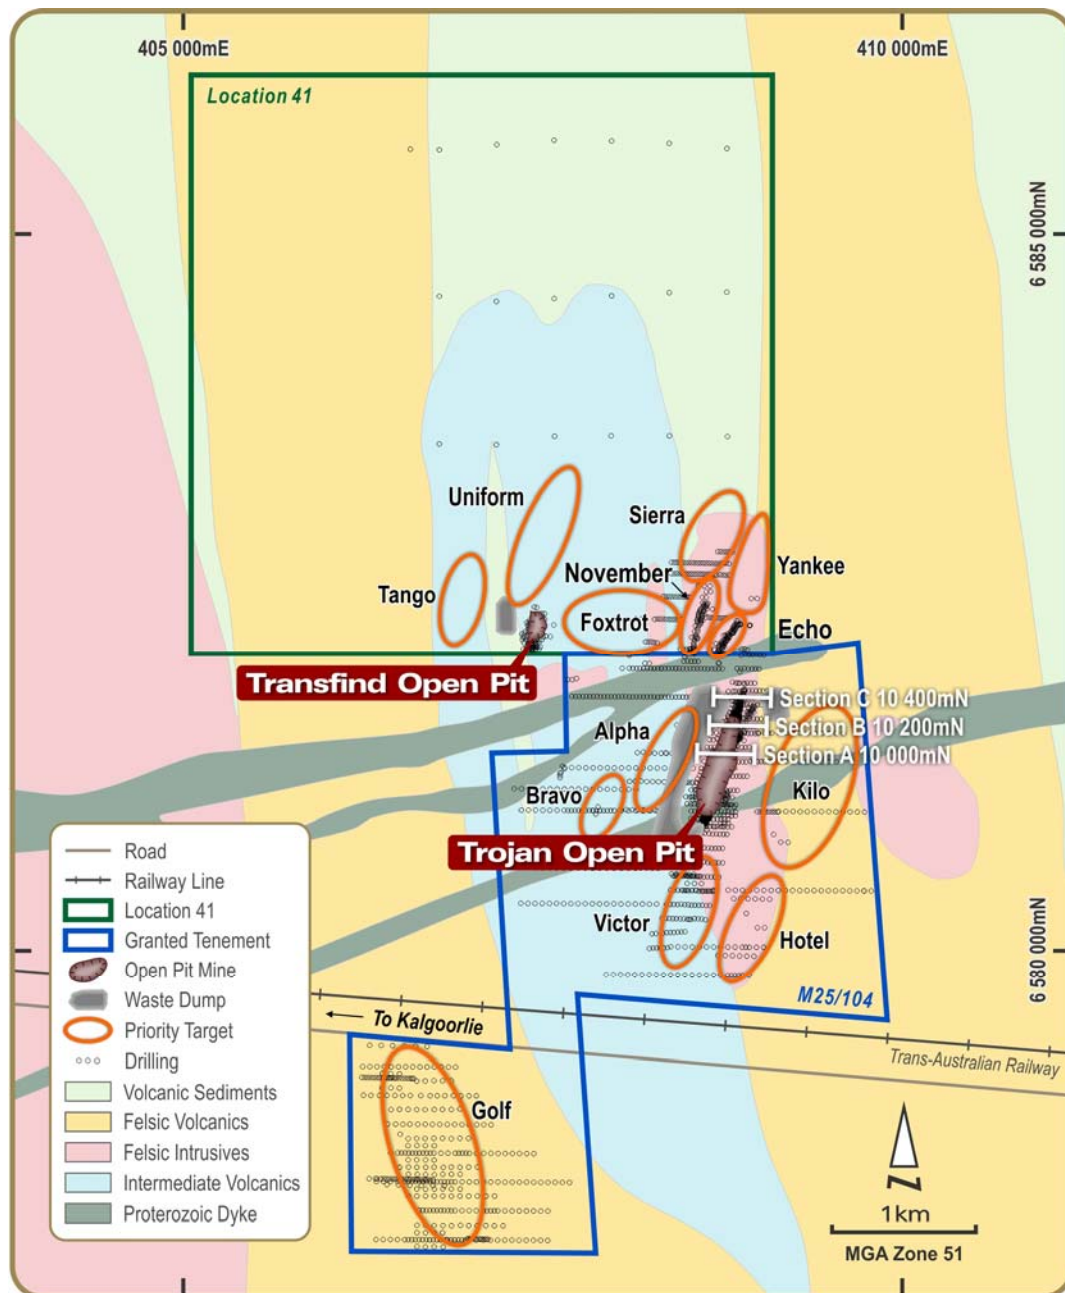 405 000mE
410 000mE
Location 41
6 585 000mN
Uniform
Sierra
November
Yankee
Tango
Foxtrot
Echo
Transfind Open Pit
Section C 10 400mN
Section B 10 200mN
Section A 10 000mN
Alpha
Bravo
Kilo
Trojan Open Pit
Victor
Hotel
6 580 000mN
M25/104
To Kalgoorlie
Trans-Australian Railway
Golf
Road
Railway Line
Location 41
Granted Tenement
Open Pit Mine
Waste Dump
Priority Target
Drilling
Volcanic Sediments
Felsic Volcanics
Felsic Intrusives
Intermediate Volcanics
Proterozoic Dyke
N
1km
MGA Zone 51